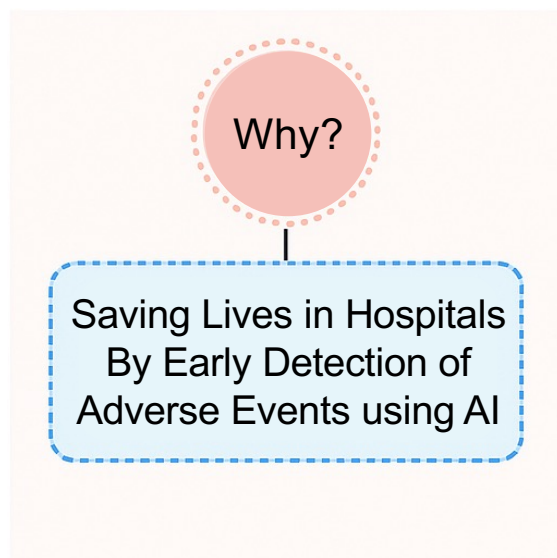 Why?
Saving Lives in Hospitals
By Early Detection of
Adverse Events using AI